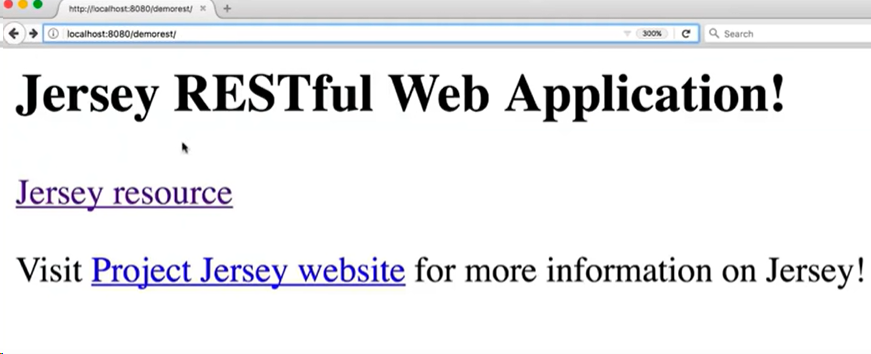 http://localhost:8080/demorest/
localhost:8080/demorest/ 300% Search
Jersey RESTful Web Application!
Jersey resource
Visit Project Jersey website for more information on Jersey!